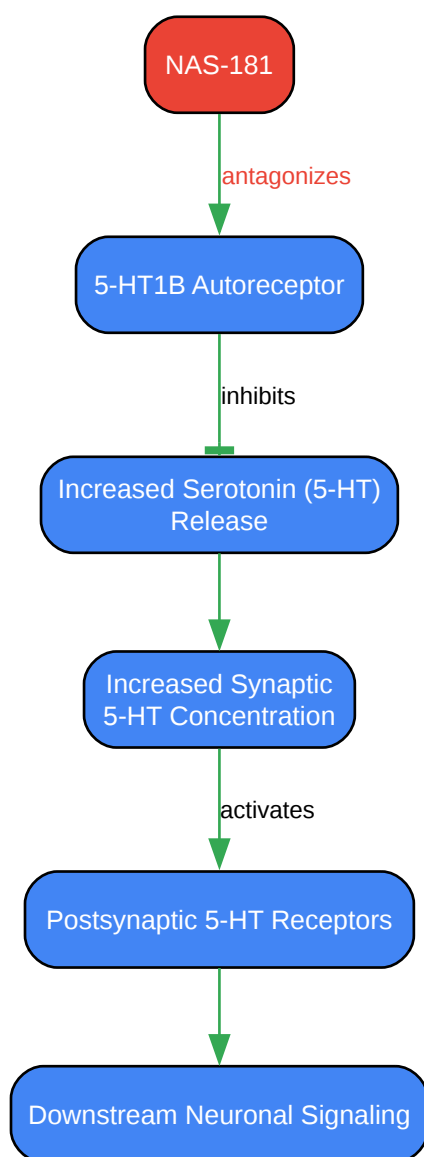 NAS-181
antagonizes
5-HT1B Autoreceptor
inhibits
Increased Serotonin (5-HT)
Release
Increased Synaptic
5-HT Concentration
activates
Postsynaptic 5-HT Receptors
Downstream Neuronal Signaling